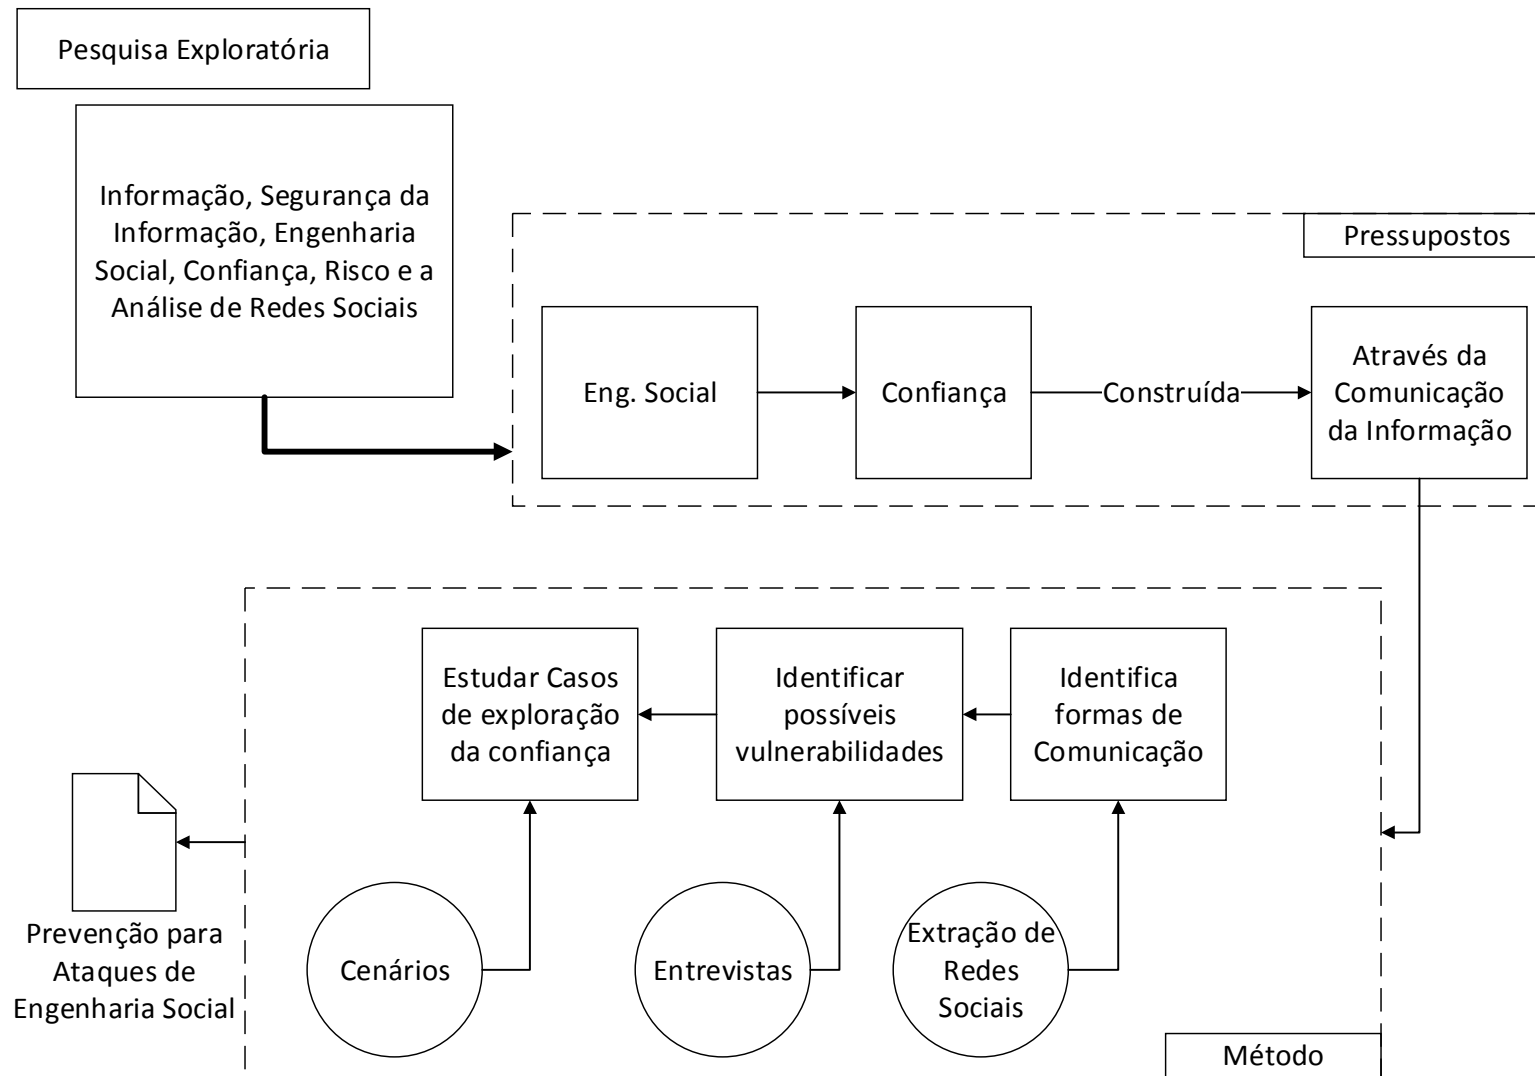 Pesquisa Exploratória
Informação, Segurança da
Informação, Engenharia
Social, Confiança, Risco e a
Análise de Redes Sociais
Pressupostos
Eng. Social
Confiança
Construída
Através da
Comunicação
da Informação
Estudar Casos
de exploração
da confiança
Identificar
possíveis
vulnerabilidades
Identifica
formas de
Comunicação
Prevenção para
Ataques de
Engenharia Social
Cenários
Entrevistas
Extração de
Redes
Sociais
Método